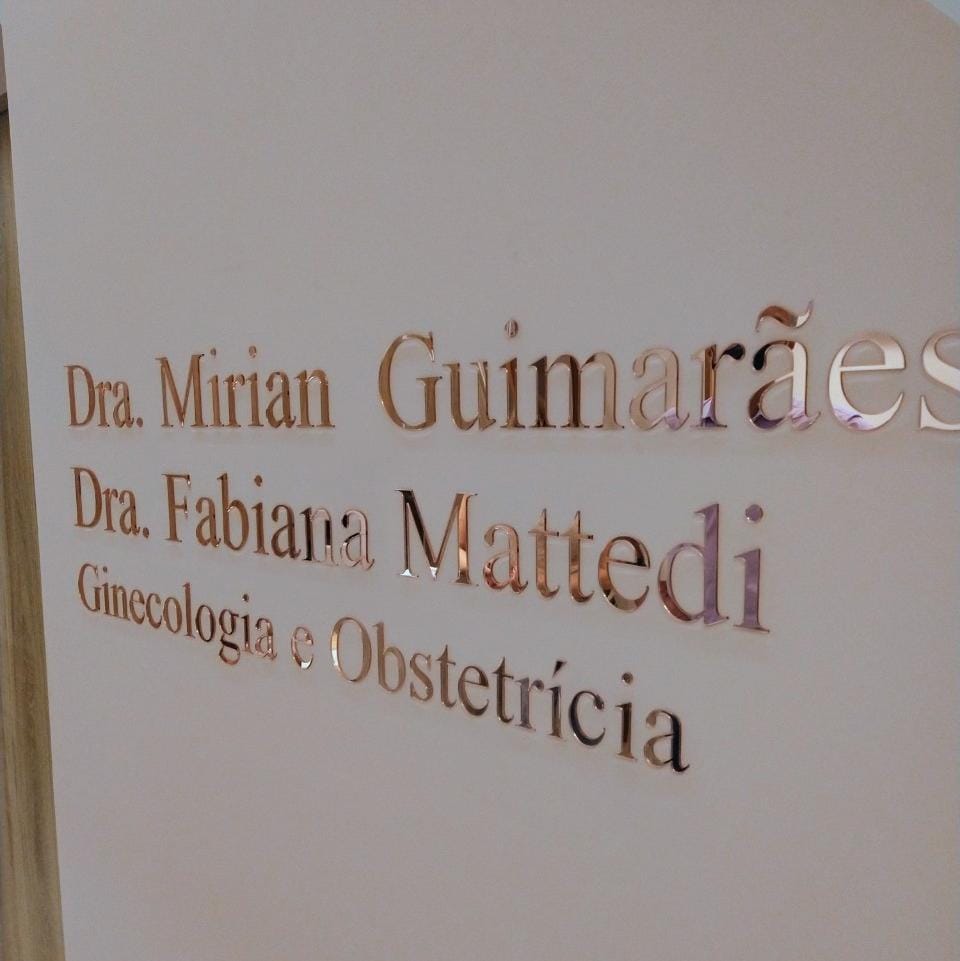 Dra. Mirian Guimarães
Dra. Fabiana Mattedi
Ginecologia e Obstetrícia